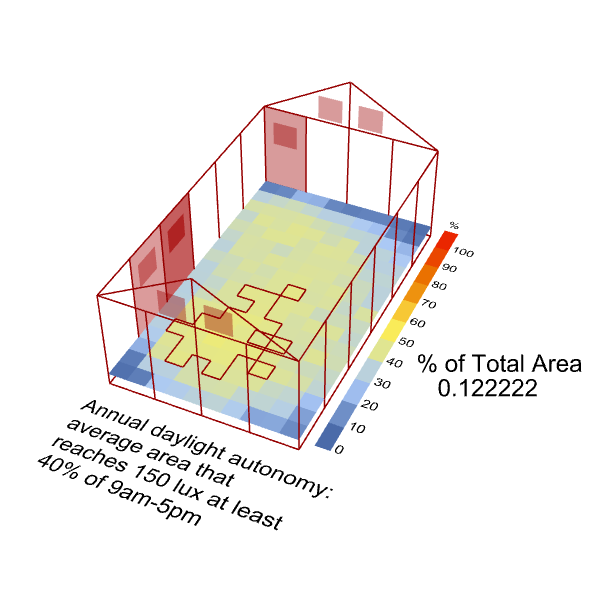 %
100
90
80
70
60
50
40
30
20
10
0
% of Total Area
0.122222
Annual daylight autonomy:
average area that
reaches 150 lux at least
40% of 9am-5pm